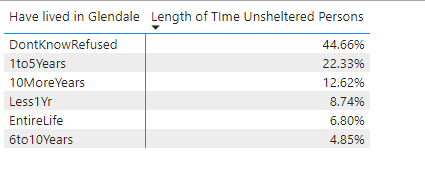 Have lived in Glendale Length of TIme Unsheltered Persons
DontKnowRefused 44.66%
1to5Years 22.33%
10MoreYears 12.62%
Less1Yr 8.74%
EntireLife 6.80%
6to10Years 4.85%